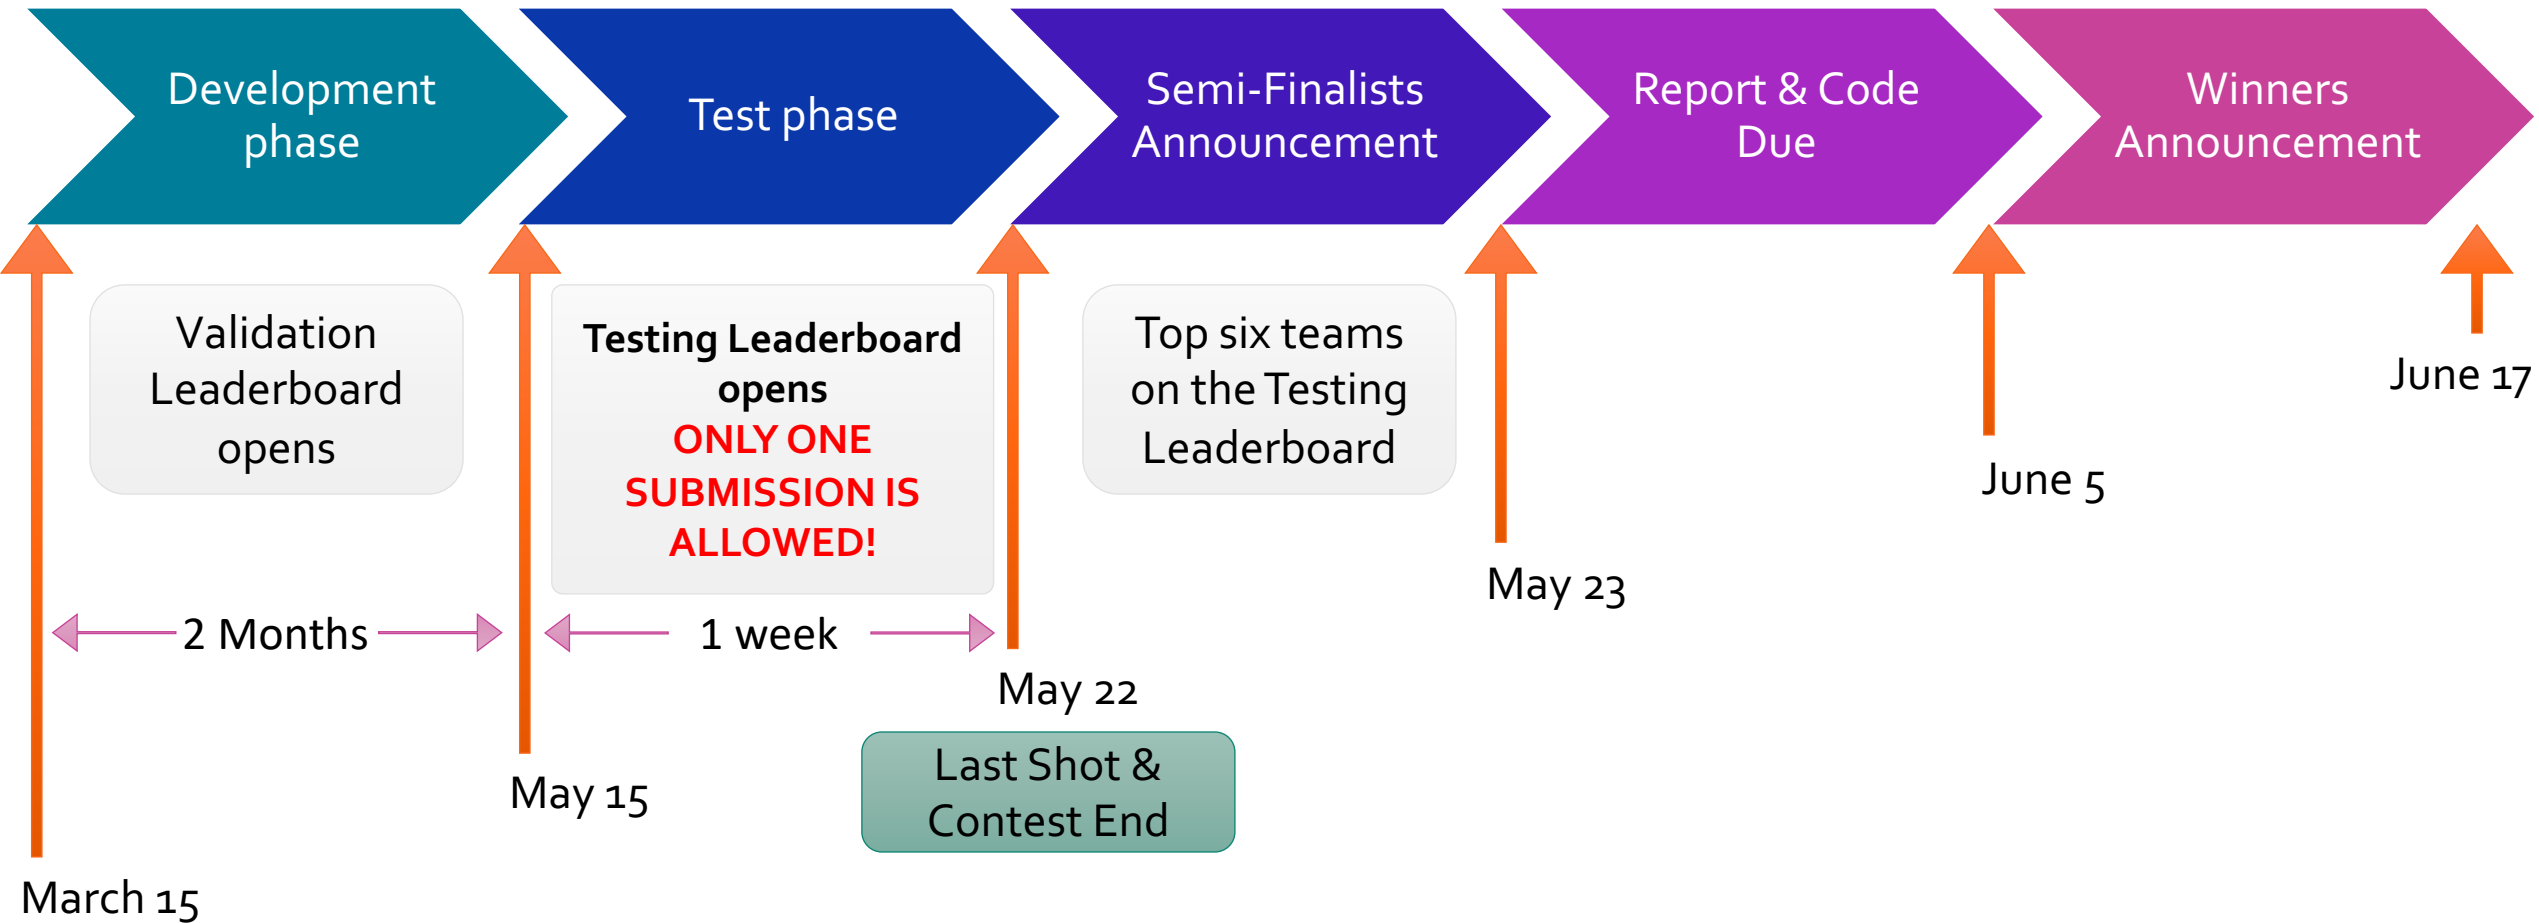 Development
phase
Test phase
Semi-Finalists
Announcement
Report & Code
Due
Winners
Announcement
Validation
Leaderboard
opens
Testing Leaderboard
opens
ONLY ONE
SUBMISSION IS
ALLOWED!
Top six teams
on the Testing
Leaderboard
2 Months
1 week
March 15
May 15
May 22
Last Shot &
Contest End
May 23
June 5
June 17